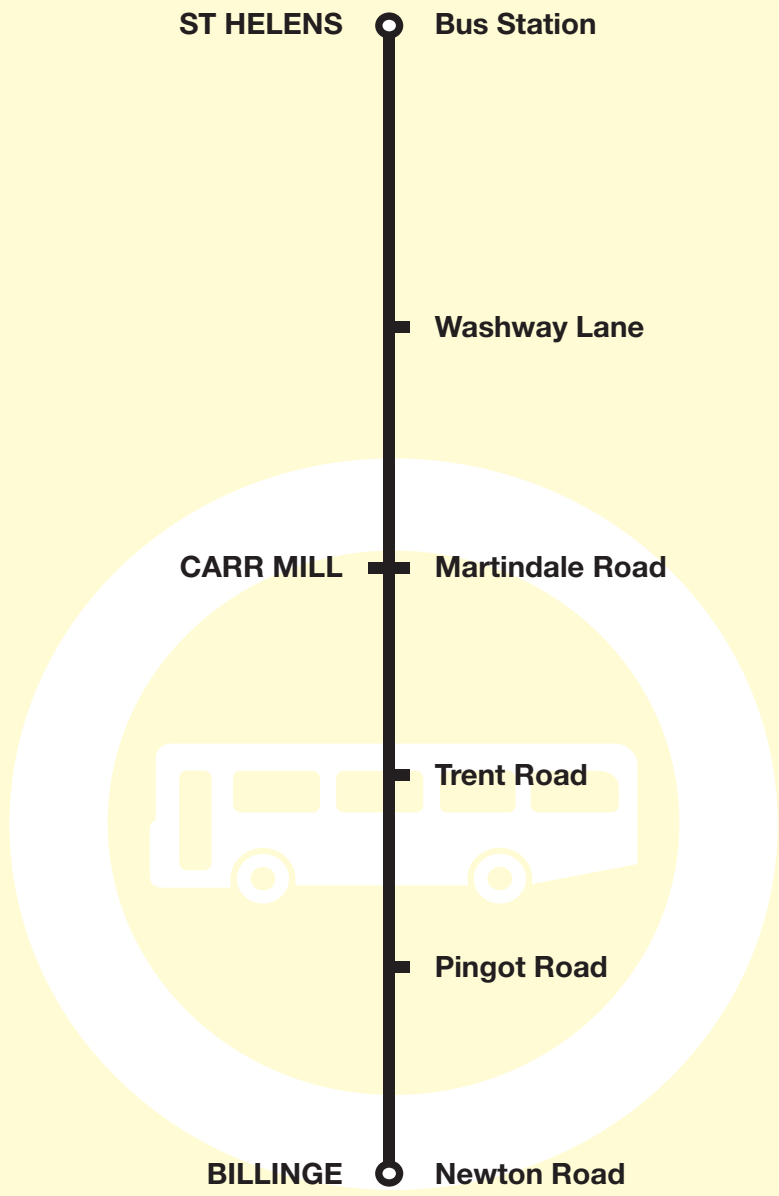 ST HELENS Bus Station
Washway Lane
CARR MILL Martindale Road
Trent Road
Pingot Road
BILLINGE Newton Road